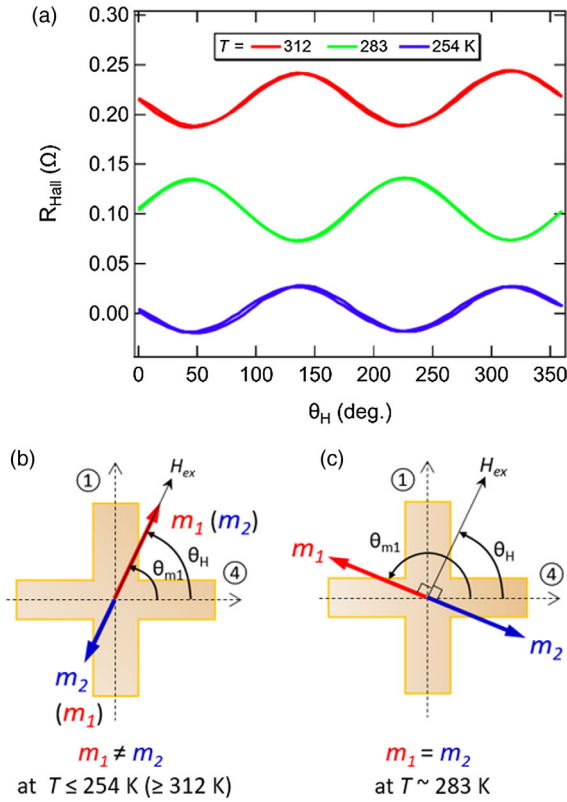 (a)
T = 312 283 254 K
0.25
0.20
0.15
0.10
0.05
0.00
R_Hall (Ω)
0 50 100 150 200 250 300 350
θ_H (deg.)
(b)
①
H_ex
m_1 (m_2)
θ_m1
θ_H
④
m_2
(m_1)
m_1 ≠ m_2
at T ≤ 254 K (≥ 312 K)
(c)
①
H_ex
m_1
θ_m1
θ_H
④
m_2
m_1 = m_2
at T ~ 283 K